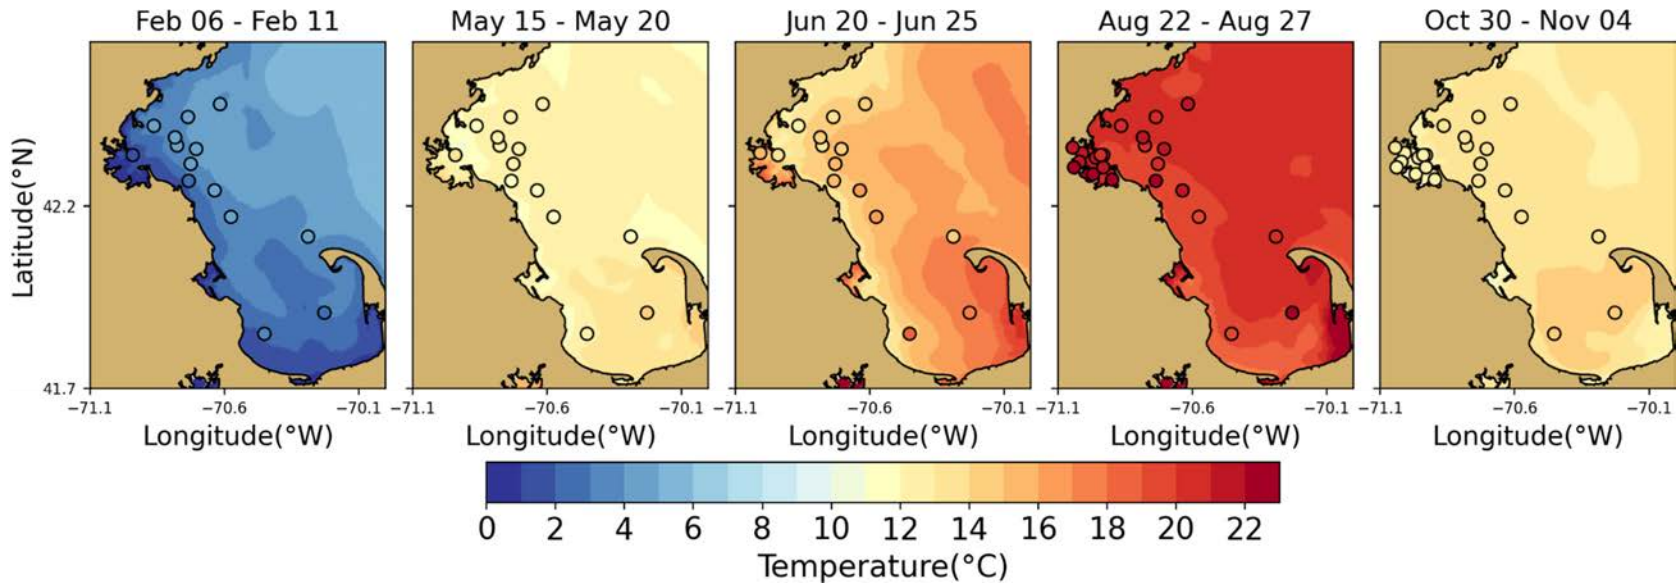 Feb 06 - Feb 11 May 15 - May 20 Jun 20 - Jun 25 Aug 22 - Aug 27 Oct 30 - Nov 04
Latitude(°N)
42.2
41.7
−71.1 −70.6 −70.1 −71.1 −70.6 −70.1 −71.1 −70.6 −70.1 −71.1 −70.6 −70.1 −71.1 −70.6 −70.1
Longitude(°W) Longitude(°W) Longitude(°W) Longitude(°W) Longitude(°W)
0 2 4 6 8 10 12 14 16 18 20 22
Temperature(°C)